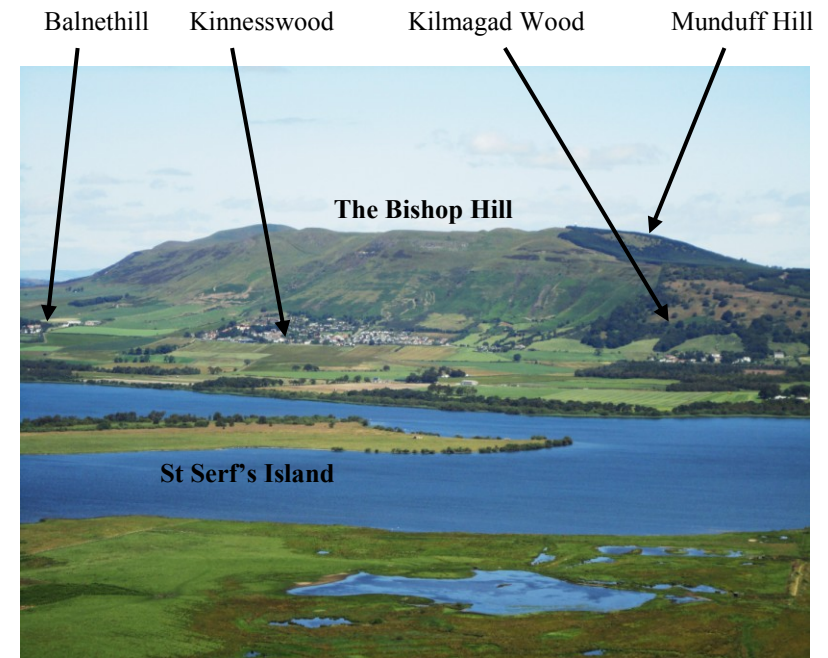 Balnethill Kinnesswood Kilmagad Wood Munduff Hill
The Bishop Hill
St Serf’s Island